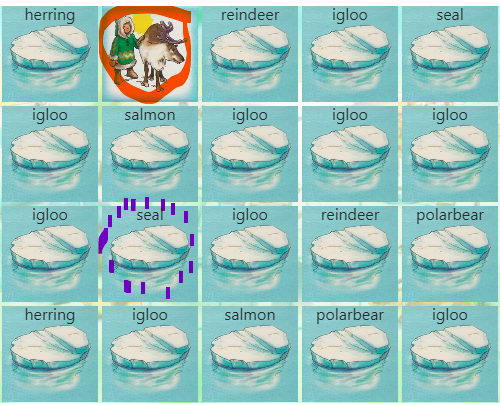 herring reindeer igloo seal
igloo salmon igloo igloo igloo
igloo seal igloo reindeer polarbear
herring igloo salmon polarbear igloo